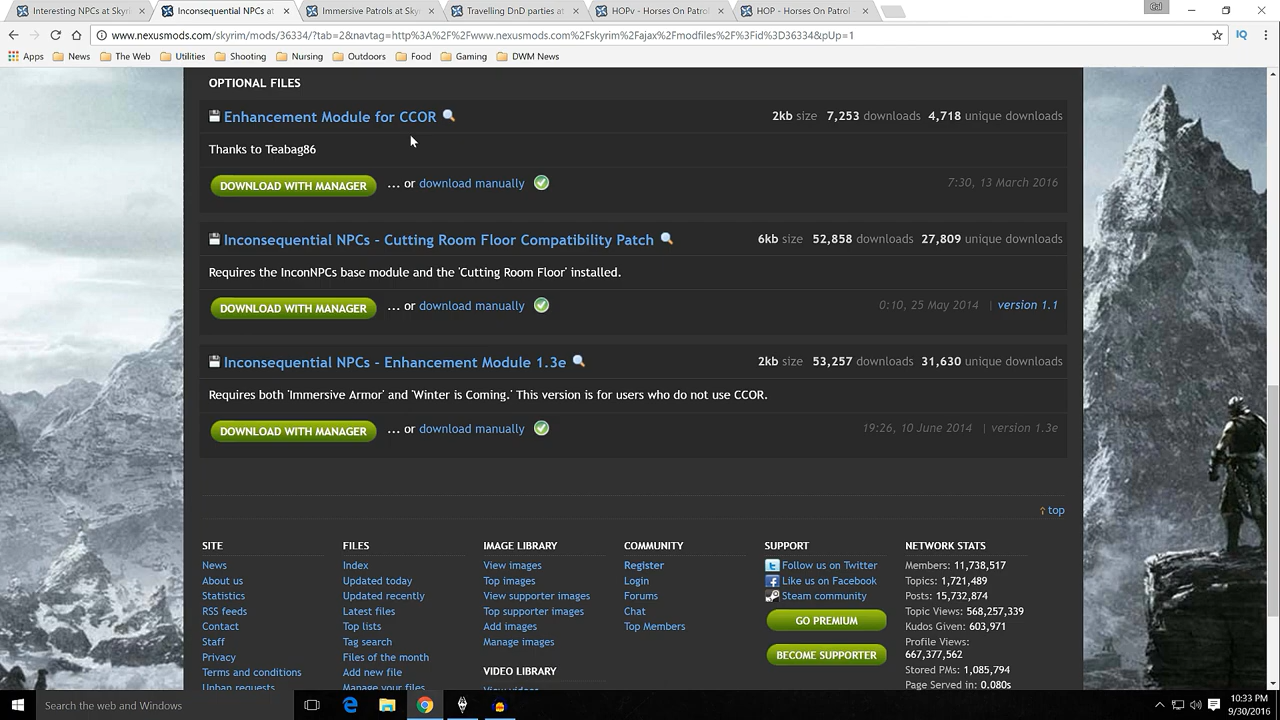 Interesting NPCs at Skyri
Inconsequential NPCs at
Immersive Patrols at Sky
Travelling DnD parties at
HOPv - Horses On Patrol
HOP - Horses On Patrol
www.nexusmods.com/skyrim/mods/36334/?tab=2&navtag=http%3A%2F%2Fwww.nexusmods.com%2Fskyrim%2Fajax%2Fmodfiles%2F%3Fid%3D36334&pUp=1
Apps News The Web Utilities Shooting Nursing Outdoors Food Gaming DWM News
OPTIONAL FILES
Enhancement Module for CCOR 2kb size 7,253 downloads 4,718 unique downloads
Thanks to Teabag86
DOWNLOAD WITH MANAGER ... or download manually 7:30, 13 March 2016
Inconsequential NPCs - Cutting Room Floor Compatibility Patch 6kb size 52,858 downloads 27,809 unique downloads
Requires the InconNPCs base module and the 'Cutting Room Floor' installed.
DOWNLOAD WITH MANAGER ... or download manually 0:10, 25 May 2014 | version 1.1
Inconsequential NPCs - Enhancement Module 1.3e 2kb size 53,257 downloads 31,630 unique downloads
Requires both 'Immersive Armor' and 'Winter is Coming.' This version is for users who do not use CCOR.
DOWNLOAD WITH MANAGER ... or download manually 19:26, 10 June 2014 | version 1.3e
top
SITE
News
About us
Statistics
RSS feeds
Contact
Staff
Privacy
Terms and conditions
Unban requests
FILES
Index
Updated today
Updated recently
Latest files
Top lists
Tag search
Files of the month
Add new file
Manage your files
IMAGE LIBRARY
View images
Top images
View supporter images
Top supporter images
Add images
Manage images
VIDEO LIBRARY
View videos
COMMUNITY
Register
Login
Forums
Chat
Top Members
SUPPORT
Follow us on Twitter
Like us on Facebook
Steam community
GO PREMIUM
BECOME SUPPORTER
NETWORK STATS
Members: 11,738,517
Topics: 1,721,489
Posts: 15,732,874
Topic Views: 568,257,339
Kudos Given: 603,971
Profile Views:
667,377,562
Stored PMs: 1,085,794
Page Served in: 0.080s
Search the web and Windows
10:33 PM
9/30/2016